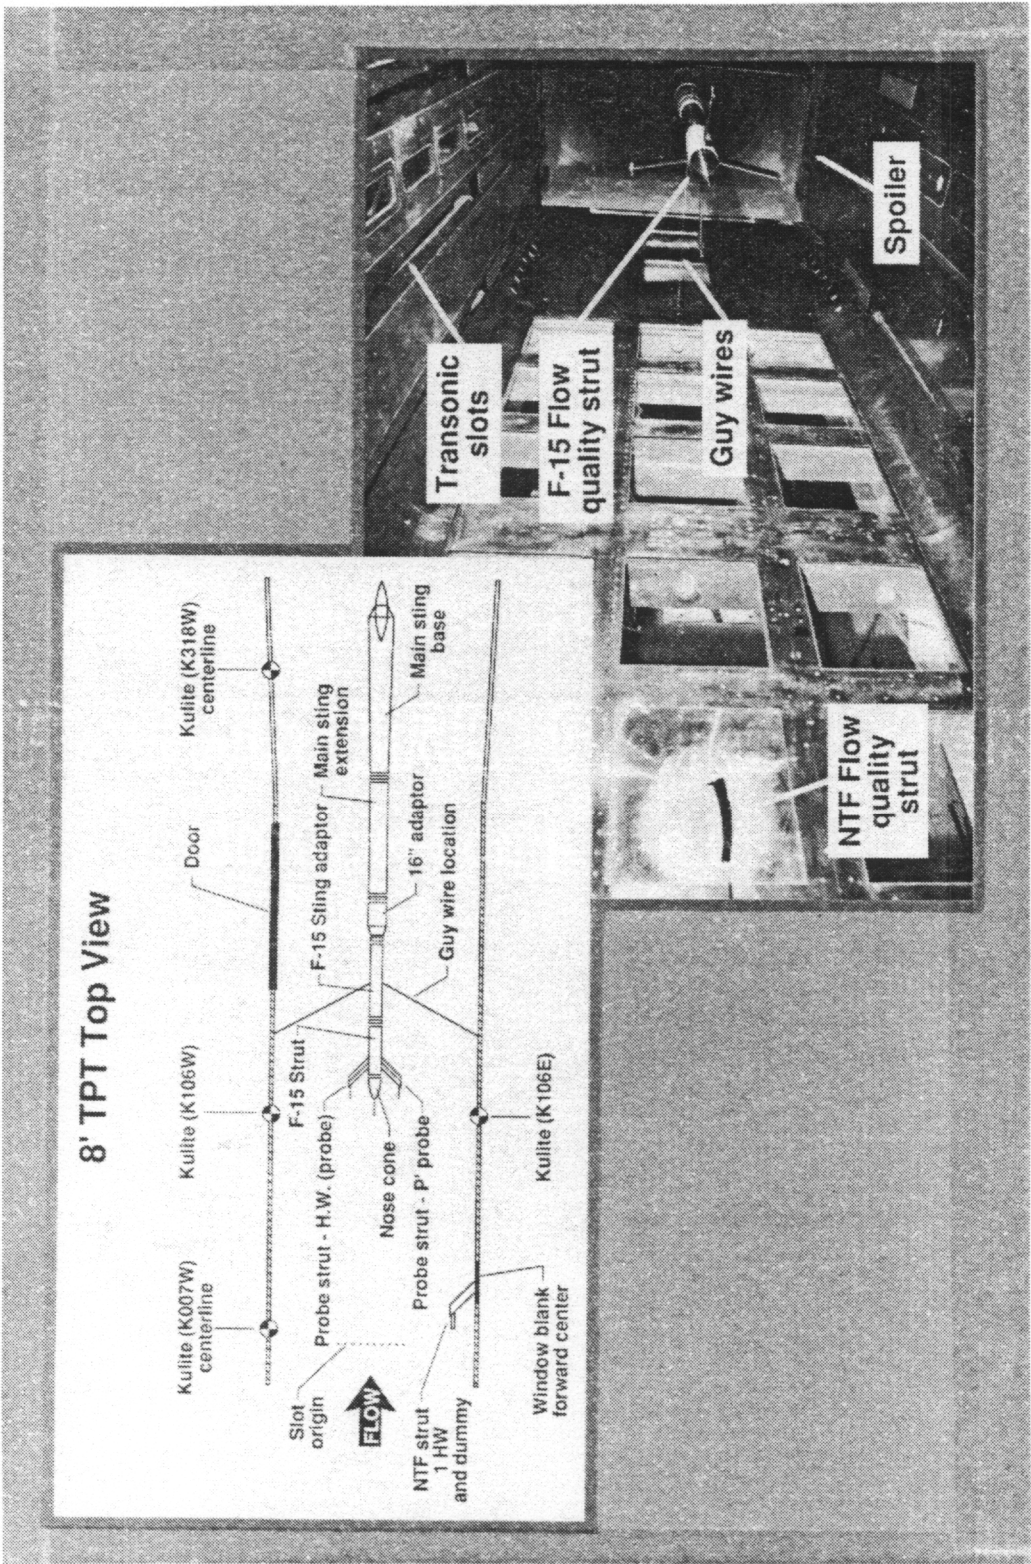 8' TPT Top View
Kulite (K007W)
centerline
Kulite (K106W)
Door
Kulite (K318W)
centerline
Slot
origin
FLOW
Probe strut - H.W. (probe)
F-15 Strut
F-15 Sting adaptor
Main sting
extension
Nose cone
16" adaptor
Main sting
base
Probe strut - P' probe
Guy wire location
NTF strut
1 HW
and dummy
Window blank
forward center
Kulite (K106E)
Transonic
slots
F-15 Flow
quality strut
Guy wires
Spoiler
NTF Flow
quality
strut